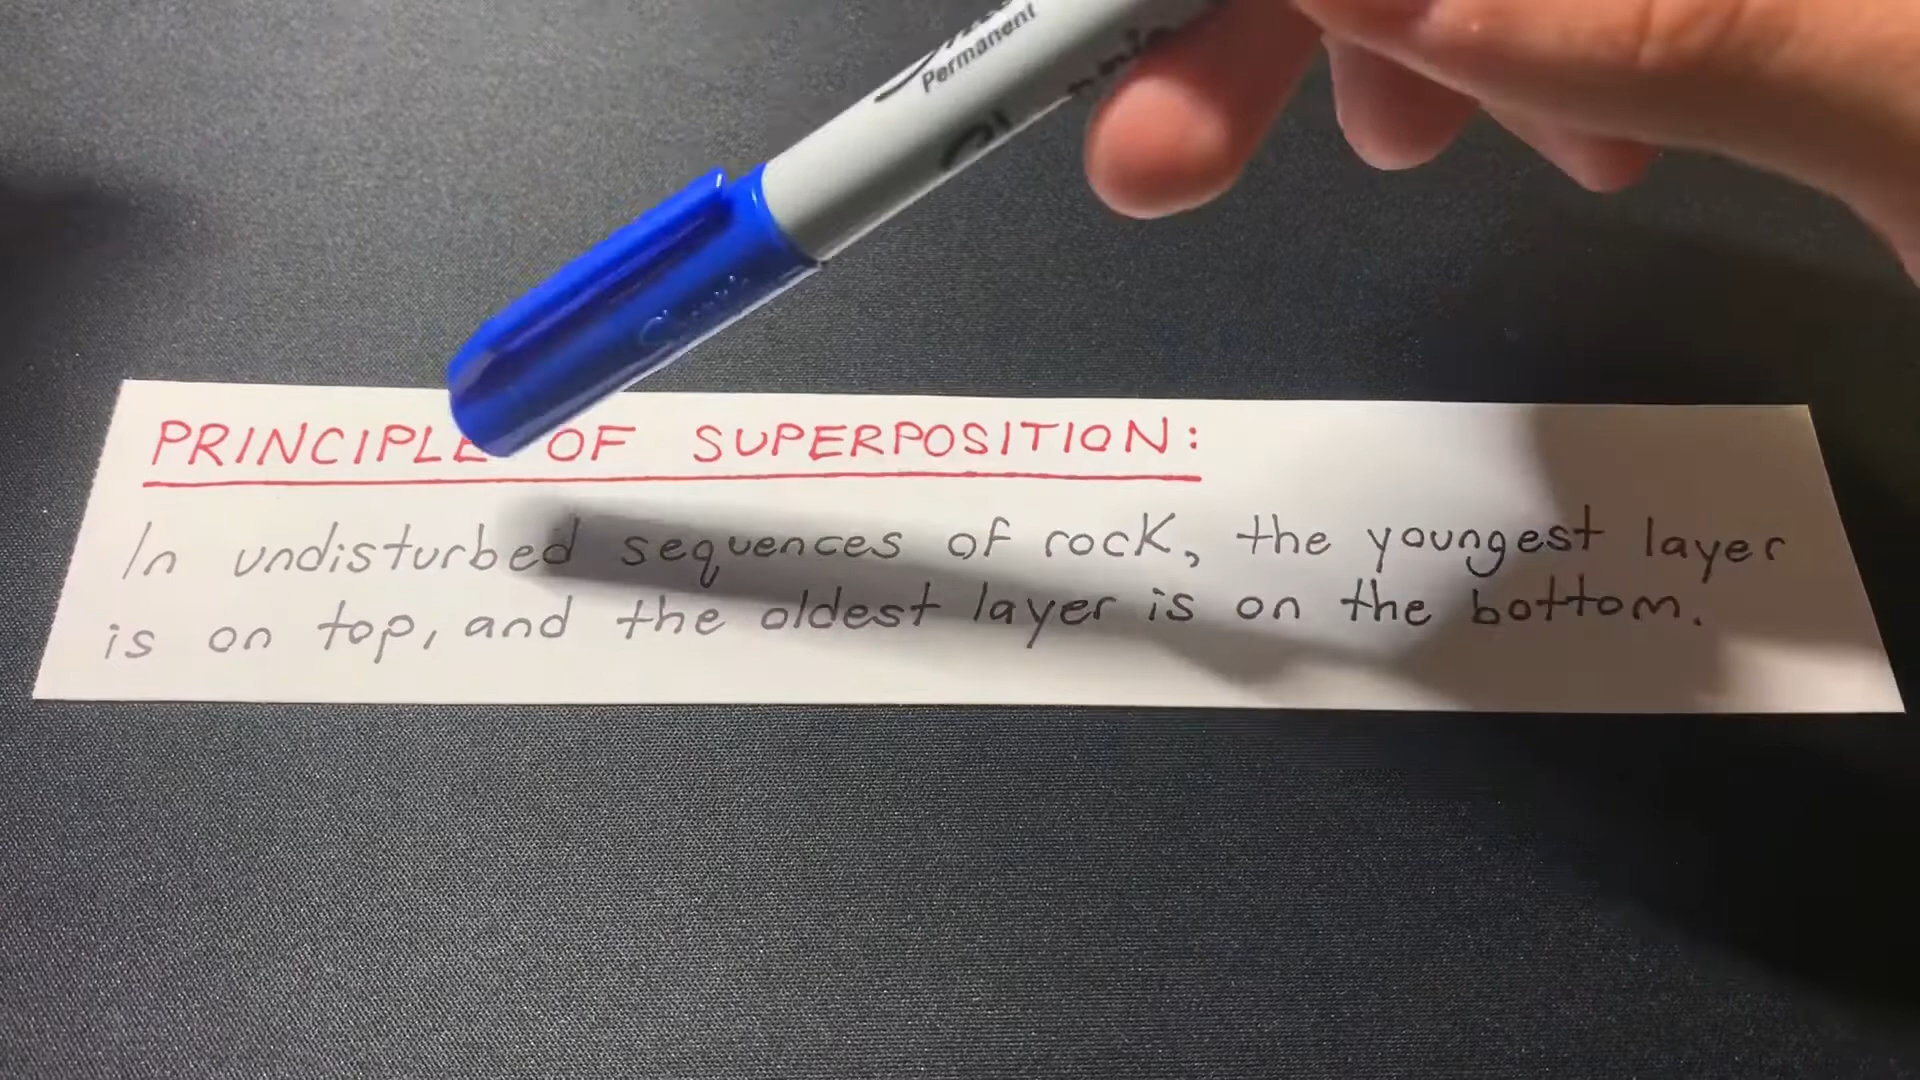 Permanent
PRINCIPLE OF SUPERPOSITION:
In undisturbed sequences of rock, the youngest layer
is on top, and the oldest layer is on the bottom.